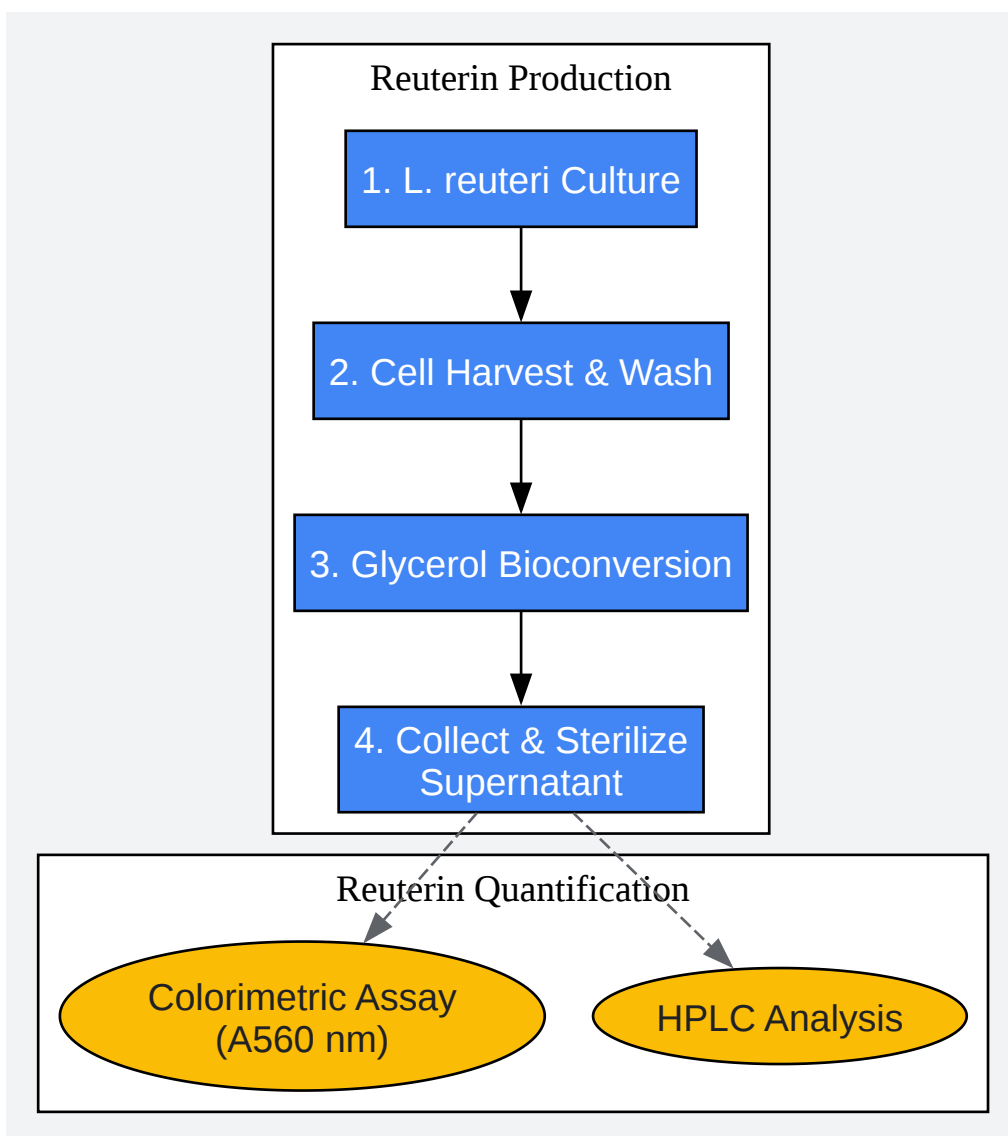 Reuterin Production
1. L. reuteri Culture
2. Cell Harvest & Wash
3. Glycerol Bioconversion
4. Collect & Sterilize
Supernatant
Reuterin Quantification
Colorimetric Assay
(A560 nm)
HPLC Analysis